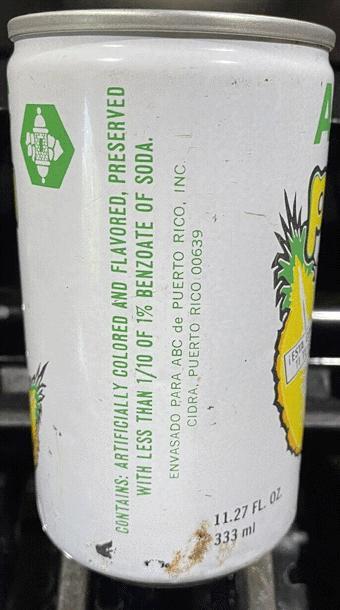 CONTAINS: ARTIFICIALLY COLORED AND FLAVORED, PRESERVED
WITH LESS THAN 1/10 OF 1% BENZOATE OF SODA.
ENVASADO PARA ABC de PUERTO RICO, INC.
CIDRA, PUERTO RICO 00639
11.27 FL. OZ.
333 ml